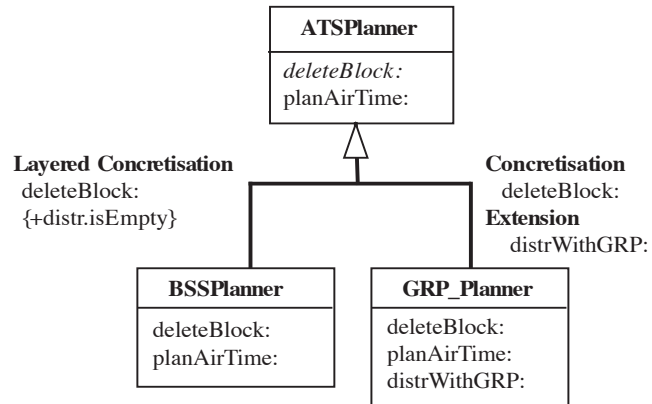 ATSPlanner
deleteBlock:
planAirTime:
Layered Concretisation
deleteBlock:
{+distr.isEmpty}
Concretisation
deleteBlock:
Extension
distrWithGRP:
BSSPlanner
deleteBlock:
planAirTime:
GRP_Planner
deleteBlock:
planAirTime:
distrWithGRP: